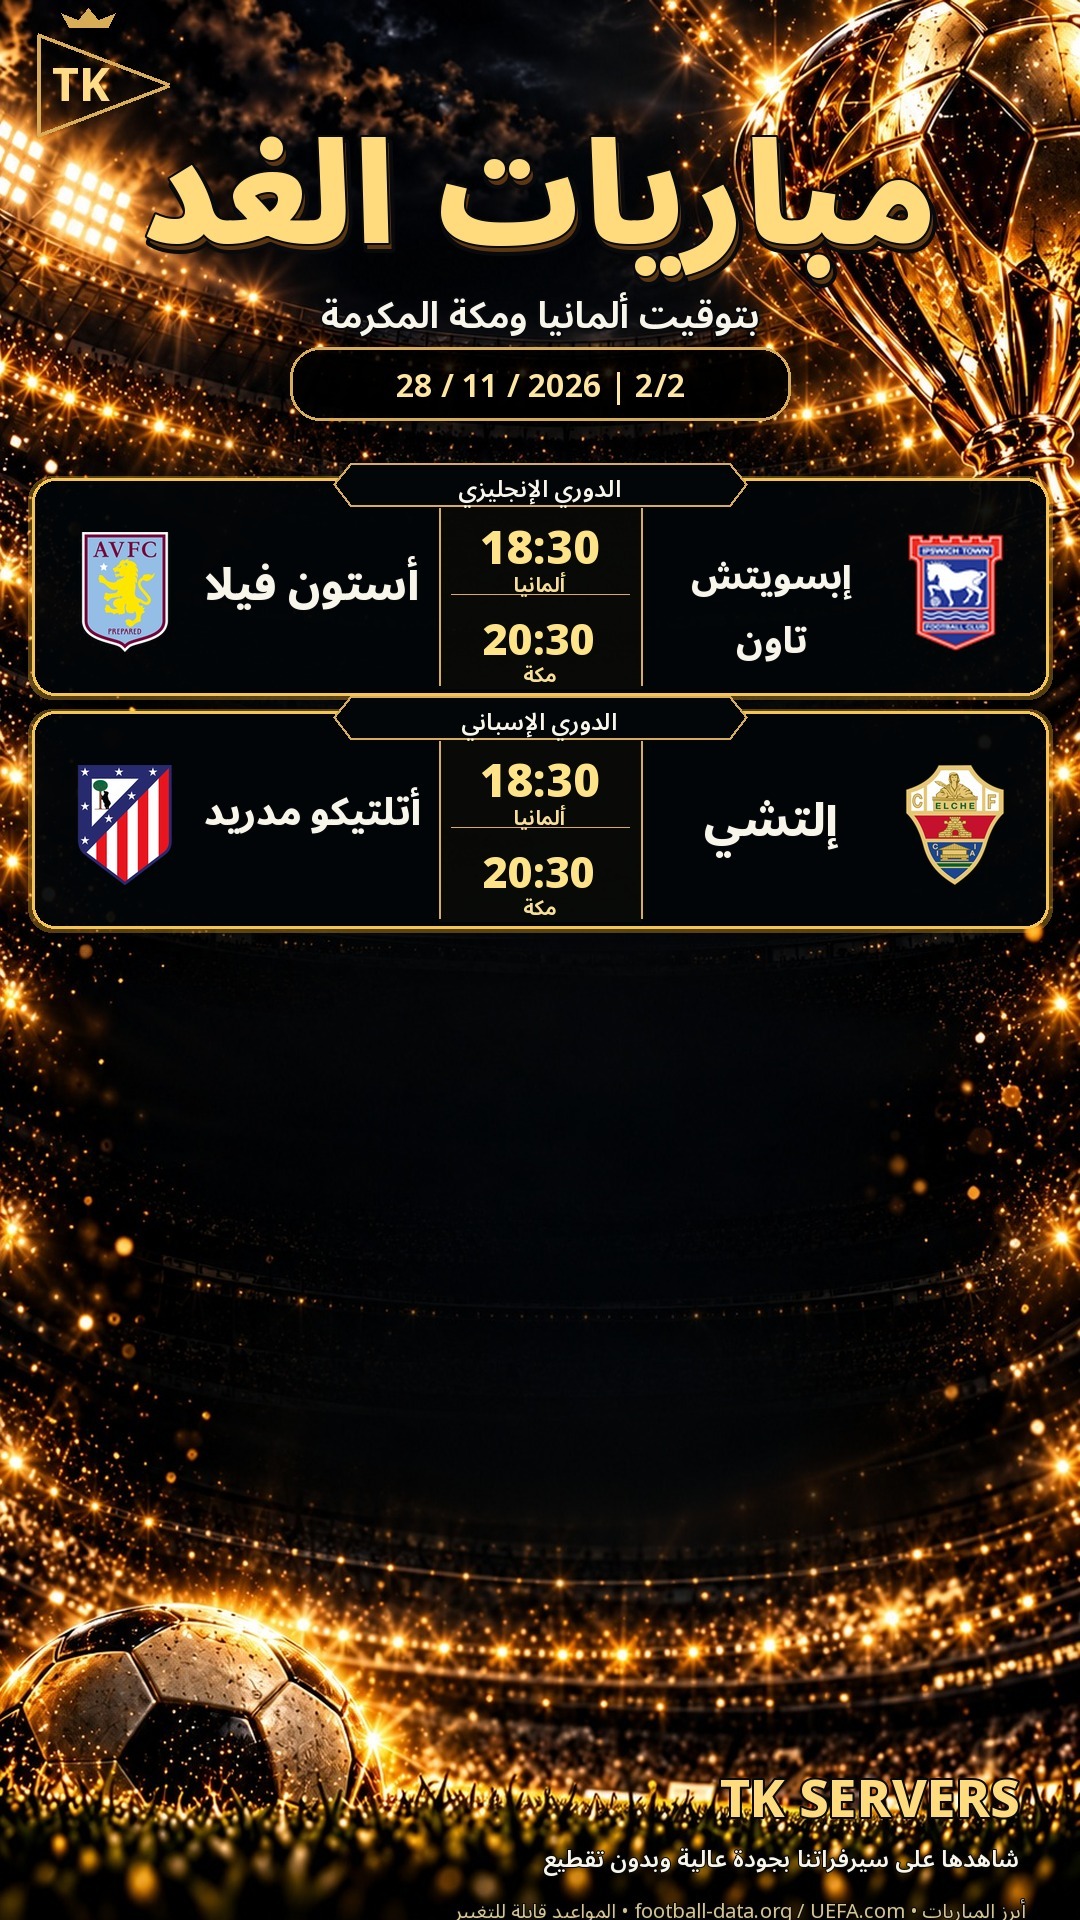 TK
مباريات الغد
بتوقيت ألمانيا ومكة المكرمة
28 / 11 / 2026 | 2/2
الدوري الإنجليزي
IPSWICH TOWN
FOOTBALL CLUB
إبسويتش
تاون
18:30
ألمانيا
20:30
مكة
أستون فيلا
AVFC
PREPARED
الدوري الإسباني
C F
ELCHE
إلتشي
18:30
ألمانيا
20:30
مكة
أتلتيكو مدريد
TK SERVERS
شاهدها على سيرفراتنا بجودة عالية وبدون تقطيع
أبرز المباريات • football-data.org / UEFA.com • المواعيد قابلة للتغيير